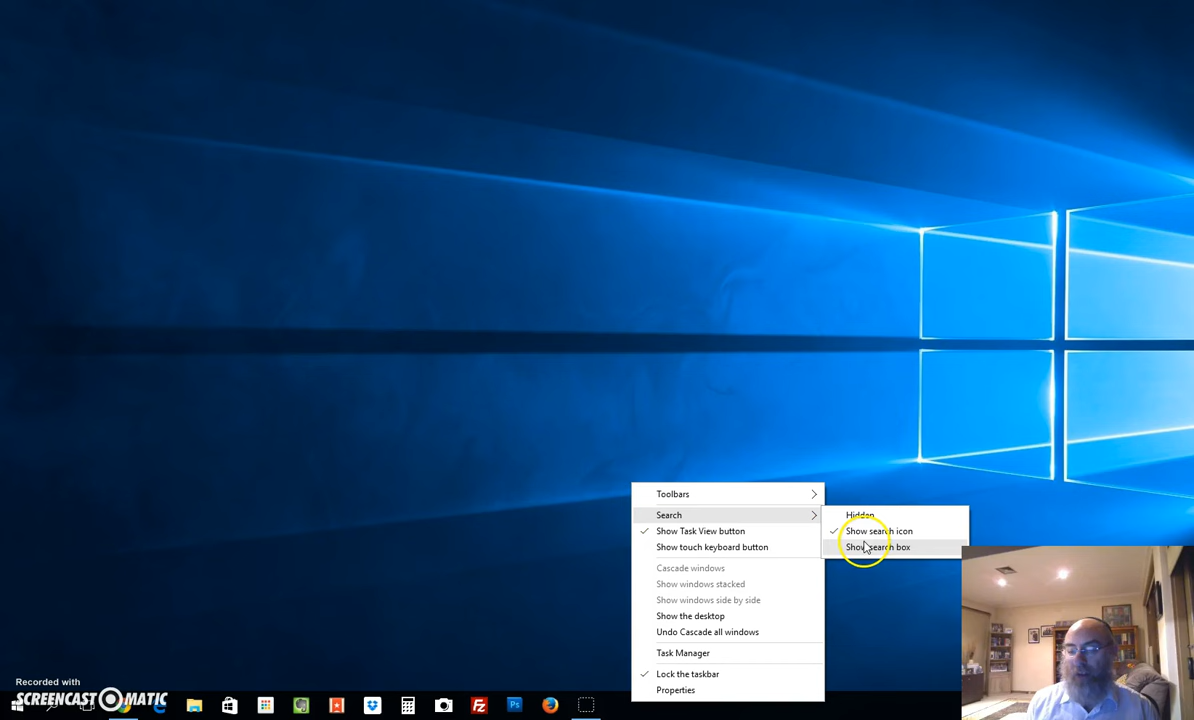 Toolbars
Search
Hidden
Show Task View button
Show search icon
Show touch keyboard button
Show search box
Cascade windows
Show windows stacked
Show windows side by side
Show the desktop
Undo Cascade all windows
Task Manager
Lock the taskbar
Properties
Recorded with
SCREENCAST-O-MATIC
Fz
Ps